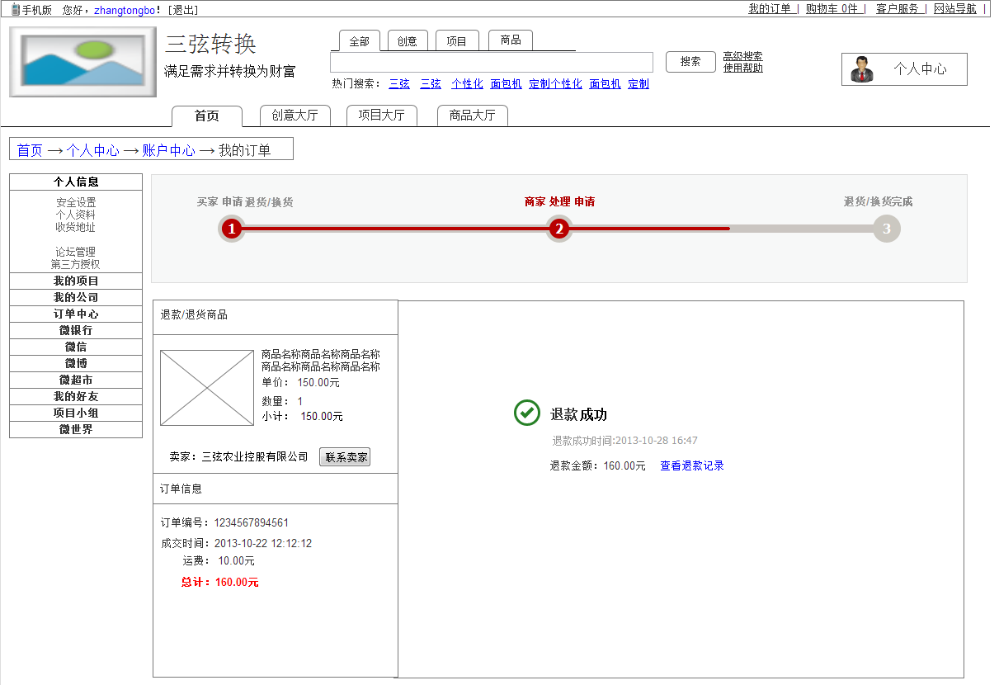 手机版 您好，zhangtongbo! [退出] 我的订单 | 购物车 0件 | 客户服务 | 网站导航 |
三弦转换
满足需求并转换为财富
全部 创意 项目 商品
搜索 高级搜索
使用帮助
个人中心
热门搜索： 三弦 三弦 个性化 面包机 定制个性化 面包机 定制
首页 创意大厅 项目大厅 商品大厅
首页 → 个人中心 → 账户中心 → 我的订单
个人信息
安全设置
个人资料
收货地址
论坛管理
第三方授权
我的项目
我的公司
订单中心
微银行
微信
微博
微超市
我的好友
项目小组
微世界
买家 申请 退货/换货 商家 处理 申请 退货/换货完成
1 2 3
退款/退货商品
商品名称商品名称商品名称
商品名称商品名称商品名称
单价： 150.00元
数量： 1
小计： 150.00元
卖家：三弦农业控股有限公司 联系卖家
订单信息
订单编号：1234567894561
成交时间：2013-10-22 12:12:12
运费： 10.00元
总计：160.00元
退款成功
退款成功时间:2013-10-28 16:47
退款金额：160.00元 查看退款记录